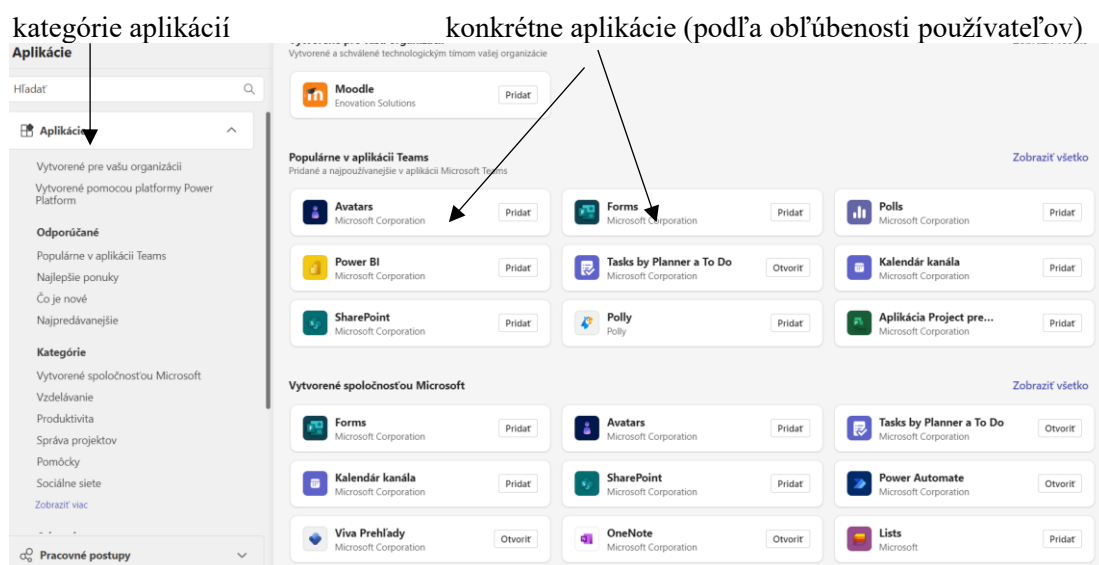 kategórie aplikácií
konkrétne aplikácie (podľa obľúbenosti používateľov)
Aplikácie
Hľadať
Aplikácie
Vytvorené pre vašu organizácii
Vytvorené pomocou platformy Power
Platform
Odporúčané
Populárne v aplikácii Teams
Najlepšie ponuky
Čo je nové
Najpredávanejšie
Kategórie
Vytvorené spoločnosťou Microsoft
Vzdelávanie
Produktivita
Správa projektov
Pomôcky
Sociálne siete
Zobraziť viac
Pracovné postupy
Vytvorené a schválené technologickým tímom vašej organizácie
Moodle
Enovation Solutions
Pridať
Populárne v aplikácii Teams
Zobraziť všetko
Pridané a najpoužívanejšie v aplikácii Microsoft Teams
Avatars
Microsoft Corporation
Pridať
Forms
Microsoft Corporation
Pridať
Polls
Microsoft Corporation
Pridať
Power BI
Microsoft Corporation
Pridať
Tasks by Planner a To Do
Microsoft Corporation
Otvoriť
Kalendár kanála
Microsoft Corporation
Pridať
SharePoint
Microsoft Corporation
Pridať
Polly
Polly
Pridať
Aplikácia Project pre...
Microsoft Corporation
Pridať
Vytvorené spoločnosťou Microsoft
Zobraziť všetko
Forms
Microsoft Corporation
Pridať
Avatars
Microsoft Corporation
Pridať
Tasks by Planner a To Do
Microsoft Corporation
Otvoriť
Kalendár kanála
Microsoft Corporation
Pridať
SharePoint
Microsoft Corporation
Pridať
Power Automate
Microsoft Corporation
Otvoriť
Viva Prehľady
Microsoft Corporation
Otvoriť
OneNote
Microsoft Corporation
Otvoriť
Lists
Microsoft
Pridať